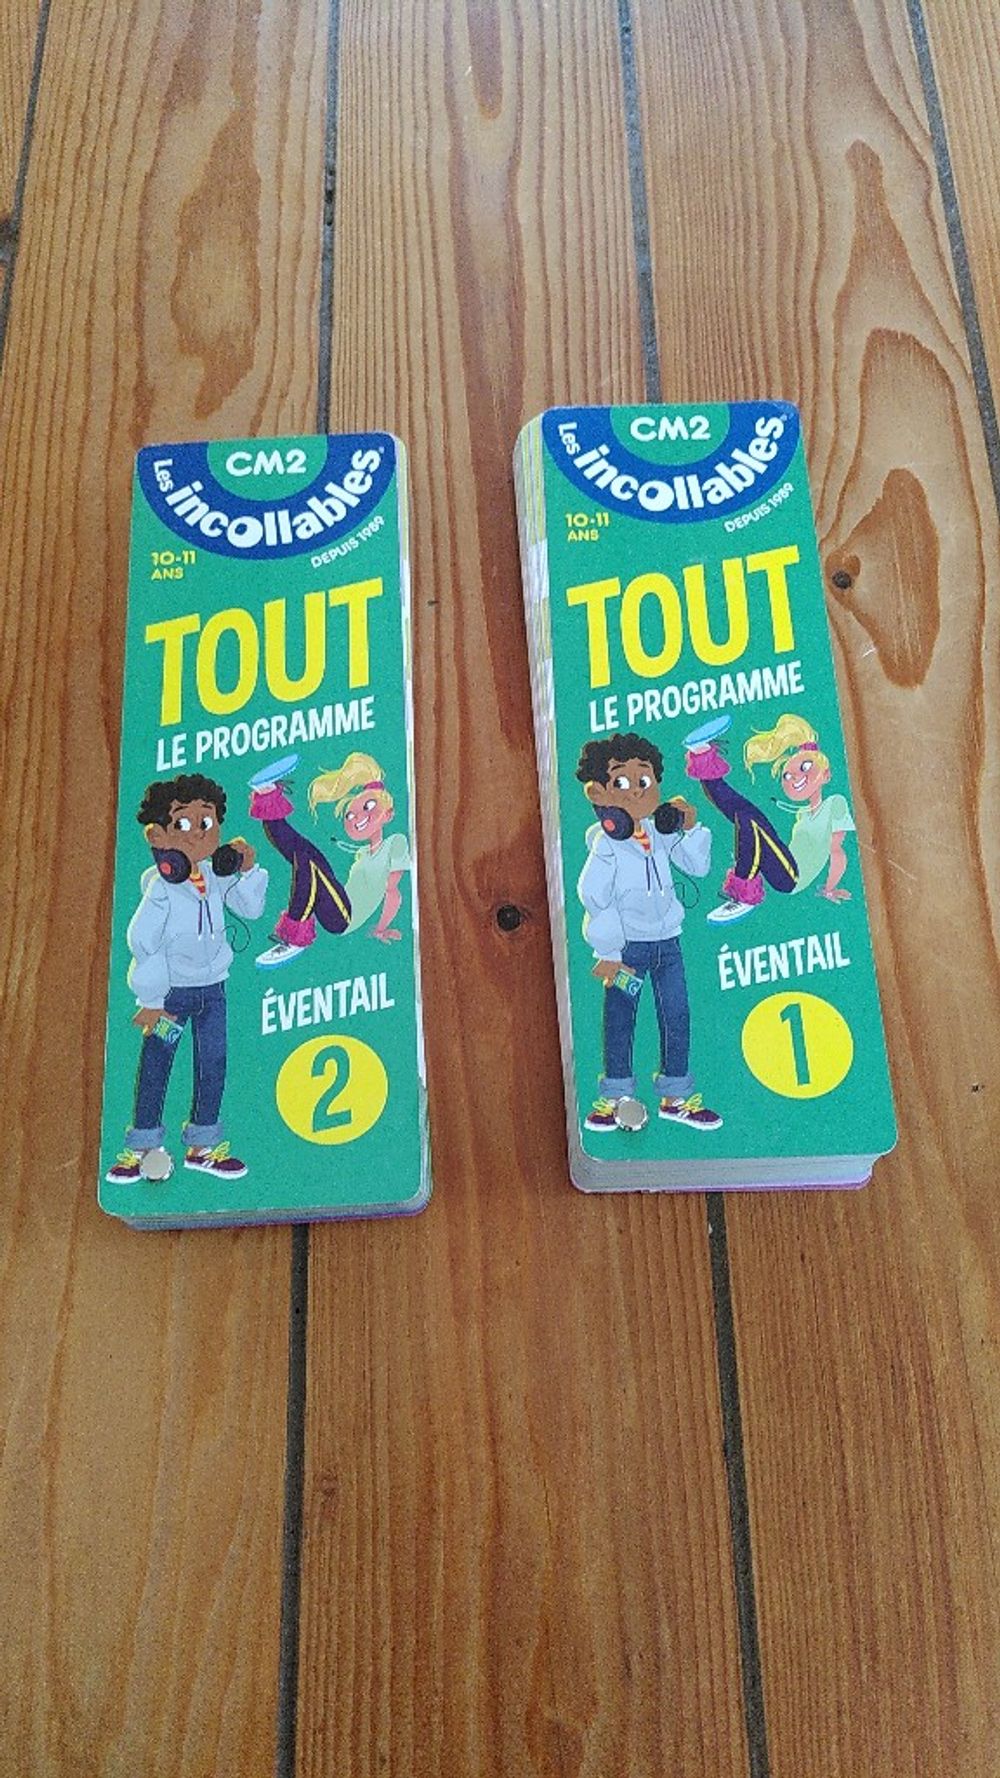 CM2
Les incollables®
DEPUIS 1989
10-11
ANS
TOUT
LE PROGRAMME
ÉVENTAIL
2
CM2
Les incollables®
DEPUIS 1989
10-11
ANS
TOUT
LE PROGRAMME
ÉVENTAIL
1